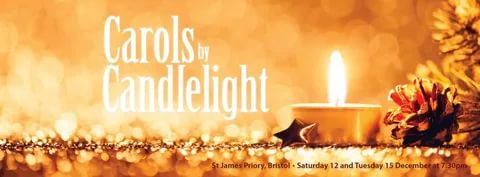 Carols by
Candlelight
St James Priory, Bristol • Saturday 12 and Tuesday 15 December at 7:30pm